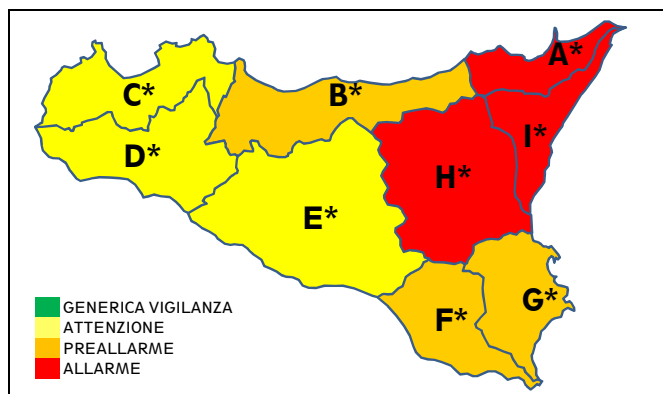 A*
C*
B*
I*
D*
H*
E*
G*
F*
GENERICA VIGILANZA
ATTENZIONE
PREALLARME
ALLARME